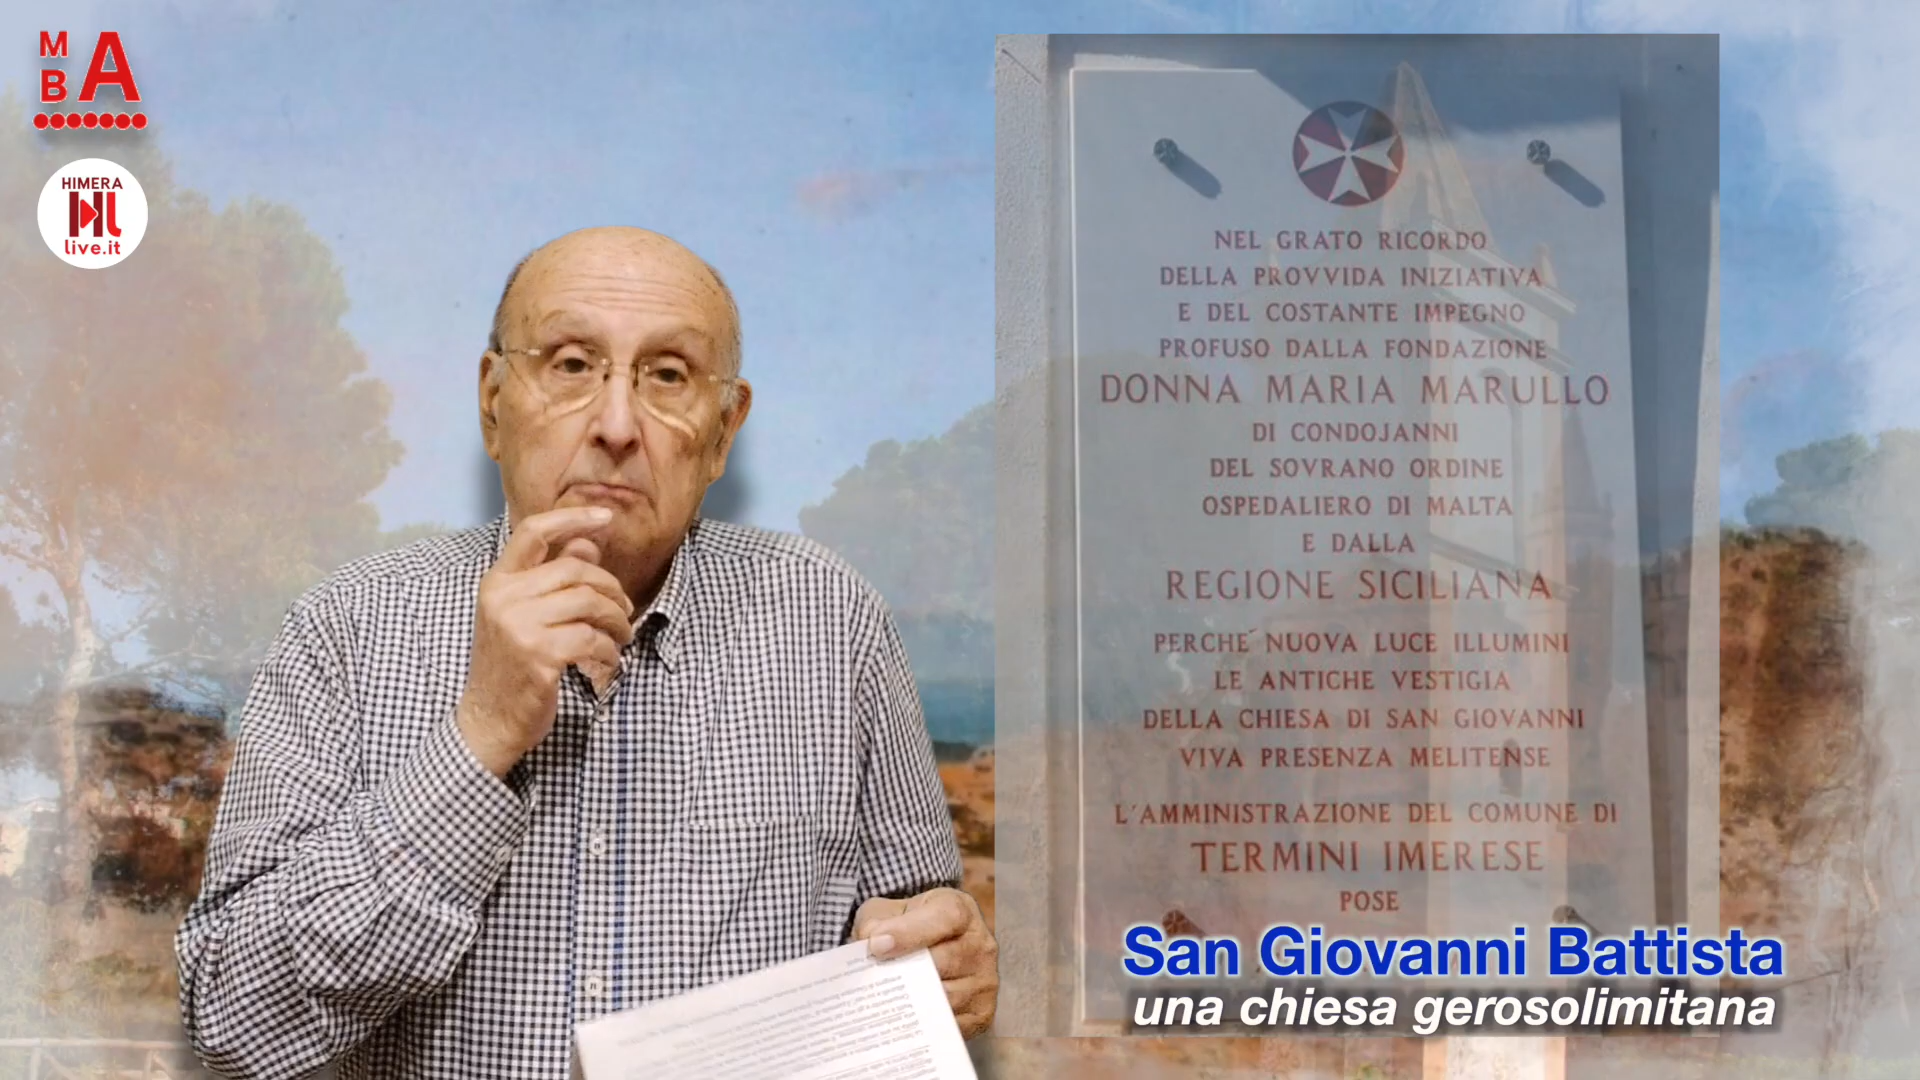 M
B A
HIMERA
HL
live.it
NEL GRATO RICORDO
DELLA PROVVIDA INIZIATIVA
E DEL COSTANTE IMPEGNO
PROFUSO DALLA FONDAZIONE
DONNA MARIA MARULLO
DI CONDOJANNI
DEL SOVRANO ORDINE
OSPEDALIERO DI MALTA
E DALLA
REGIONE SICILIANA
PERCHE' NUOVA LUCE ILLUMINI
LE ANTICHE VESTIGIA
DELLA CHIESA DI SAN GIOVANNI
VIVA PRESENZA MELITENSE
L'AMMINISTRAZIONE DEL COMUNE DI
TERMINI IMERESE
POSE
San Giovanni Battista
una chiesa gerosolimitana